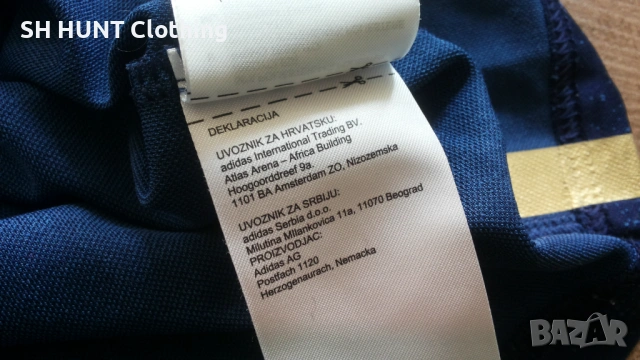 SH HUNT Clothing
DEKLARACIJA
UVOZNIK ZA HRVATSKU:
adidas International Trading BV.
Atlas Arena – Africa Building
Hoogoorddreef 9a.
1101 BA Amsterdam ZO, Nizozemska
UVOZNIK ZA SRBIJU:
adidas Serbia d.o.o.
Milutina Milankovica 11a, 11070 Beograd
PROIZVODJAC:
Adidas AG
Postfach 1120
Herzogenaurach, Nemacka
BAZAR